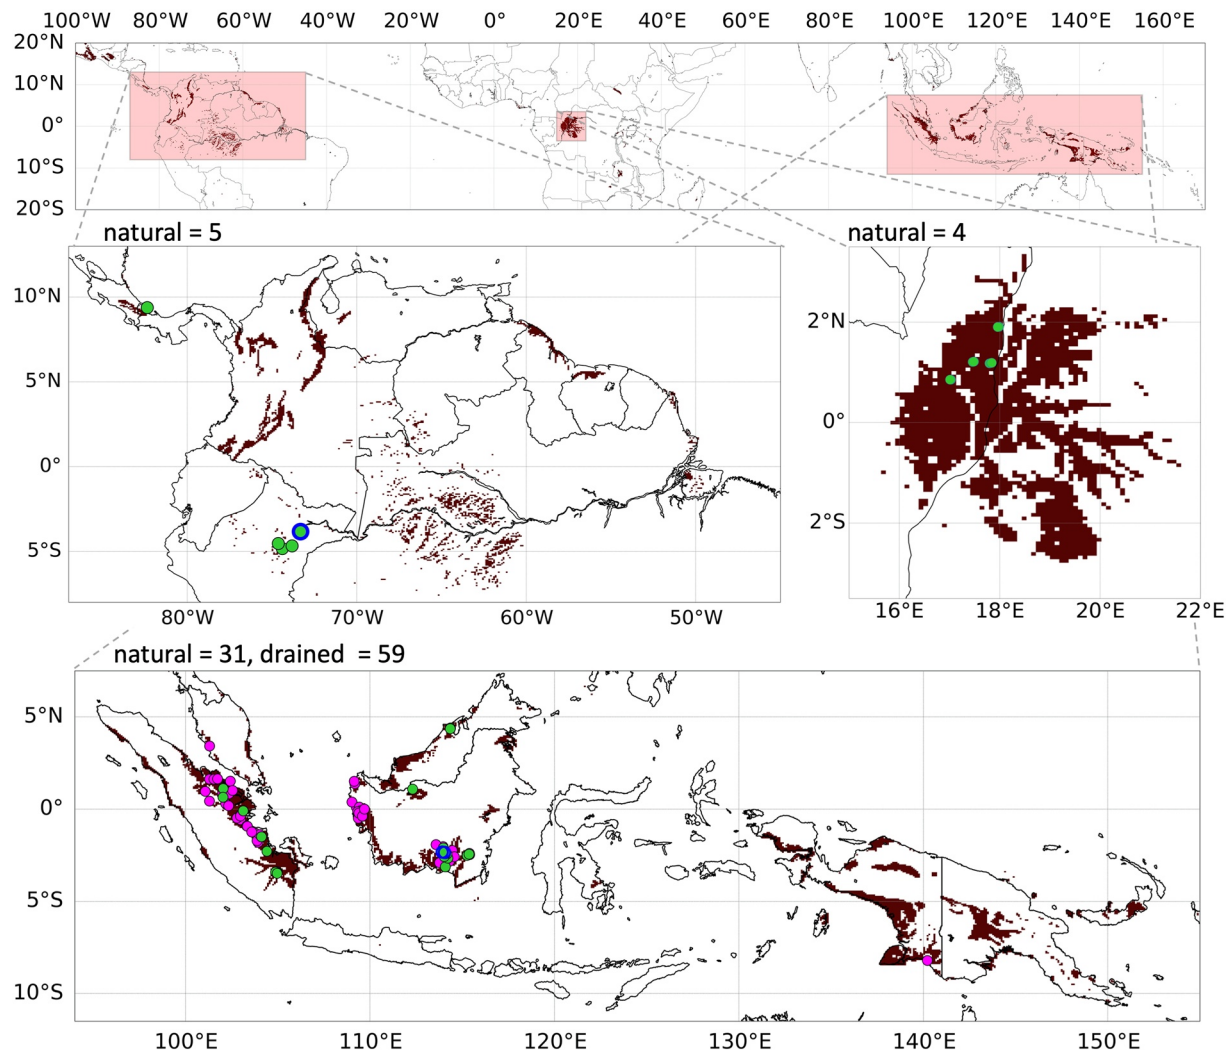 100°W 80°W 60°W 40°W 20°W 0° 20°E 40°E 60°E 80°E 100°E 120°E 140°E 160°E
20°N
10°N
0°
10°S
20°S
natural = 5
natural = 4
10°N
5°N
0°
5°S
80°W 70°W 60°W 50°W
2°N
0°
2°S
16°E 18°E 20°E 22°E
natural = 31, drained = 59
5°N
0°
5°S
10°S
100°E 110°E 120°E 130°E 140°E 150°E